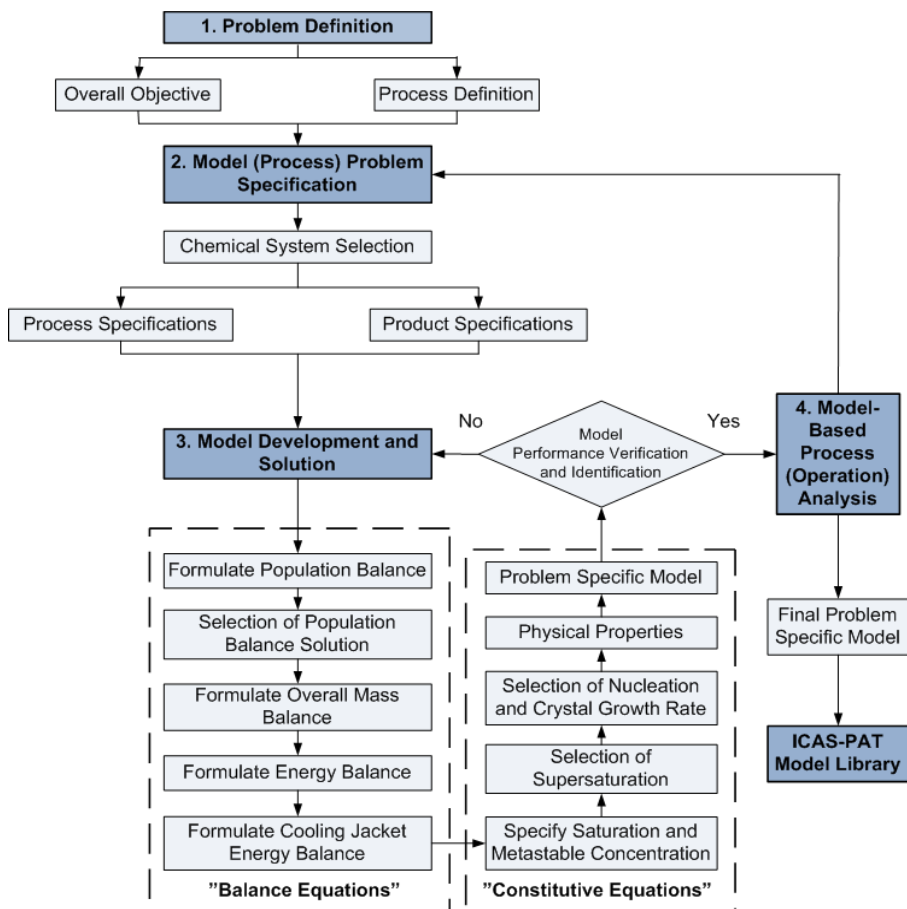 1. Problem Definition
Overall Objective
Process Definition
2. Model (Process) Problem
Specification
Chemical System Selection
Process Specifications
Product Specifications
3. Model Development and
Solution
No
Model
Performance Verification
and Identification
Yes
4. Model-
Based
Process
(Operation)
Analysis
Formulate Population Balance
Selection of Population
Balance Solution
Formulate Overall Mass
Balance
Formulate Energy Balance
Formulate Cooling Jacket
Energy Balance
"Balance Equations"
Problem Specific Model
Physical Properties
Selection of Nucleation
and Crystal Growth Rate
Selection of
Supersaturation
Specify Saturation and
Metastable Concentration
"Constitutive Equations"
Final Problem
Specific Model
ICAS-PAT
Model Library